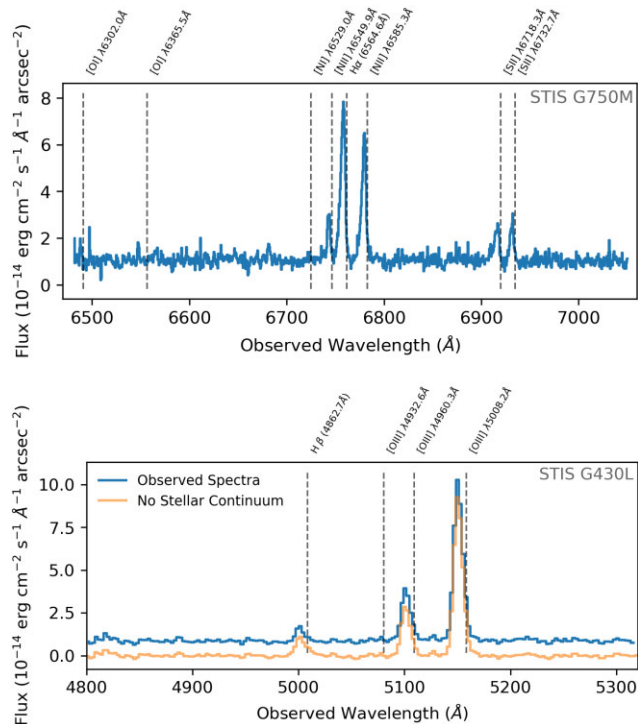 [OI] λ6302.0Å
[OI] λ6365.5Å
[NI] λ6529.0Å
[NII] λ6549.9Å
Hα (6564.6Å)
[NII] λ6585.3Å
[SII] λ6718.3Å
[SII] λ6732.7Å
STIS G750M
Flux (10⁻¹⁴ erg cm⁻² s⁻¹ Å⁻¹ arcsec⁻²)
8
6
4
2
0
6500 6600 6700 6800 6900 7000
Observed Wavelength (Å)
H β (4862.7Å)
[OIII] λ4932.6Å
[OIII] λ4960.3Å
[OIII] λ5008.2Å
STIS G430L
Observed Spectra
No Stellar Continuum
Flux (10⁻¹⁴ erg cm⁻² s⁻¹ Å⁻¹ arcsec⁻²)
10.0
7.5
5.0
2.5
0.0
4800 4900 5000 5100 5200 5300
Observed Wavelength (Å)